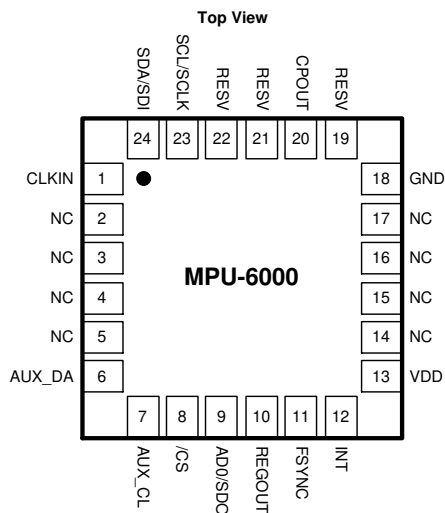 Top View
SDA/SDI
SCL/SCLK
RESV
RESV
CPOUT
RESV
24 23 22 21 20 19
CLKIN 1 18 GND
NC 2 17 NC
NC 3 16 NC
MPU-6000
NC 4 15 NC
NC 5 14 NC
AUX_DA 6 13 VDD
7 8 9 10 11 12
AUX_CL
/CS
AD0/SDO
REGOUT
FSYNC
INT